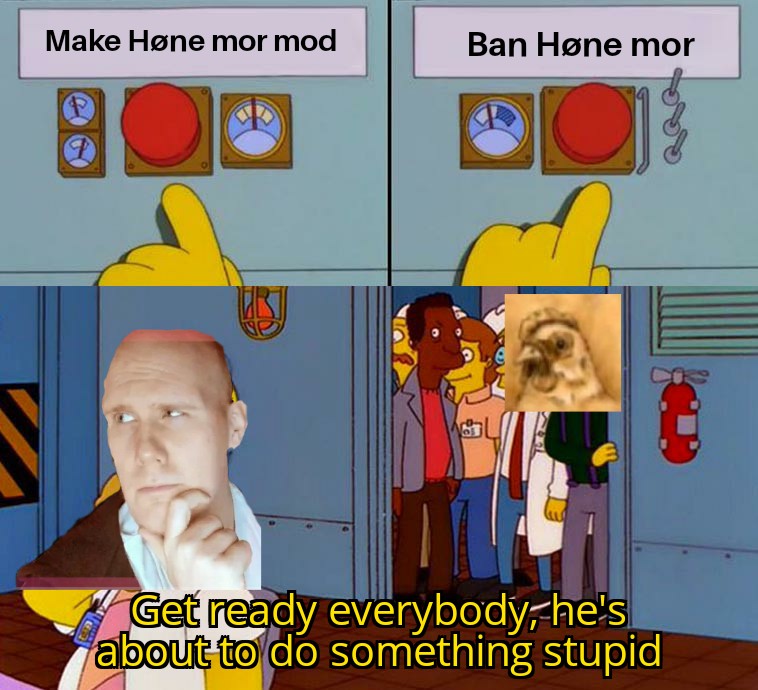 Make Høne mor mod
Ban Høne mor
Get ready everybody, he's
about to do something stupid